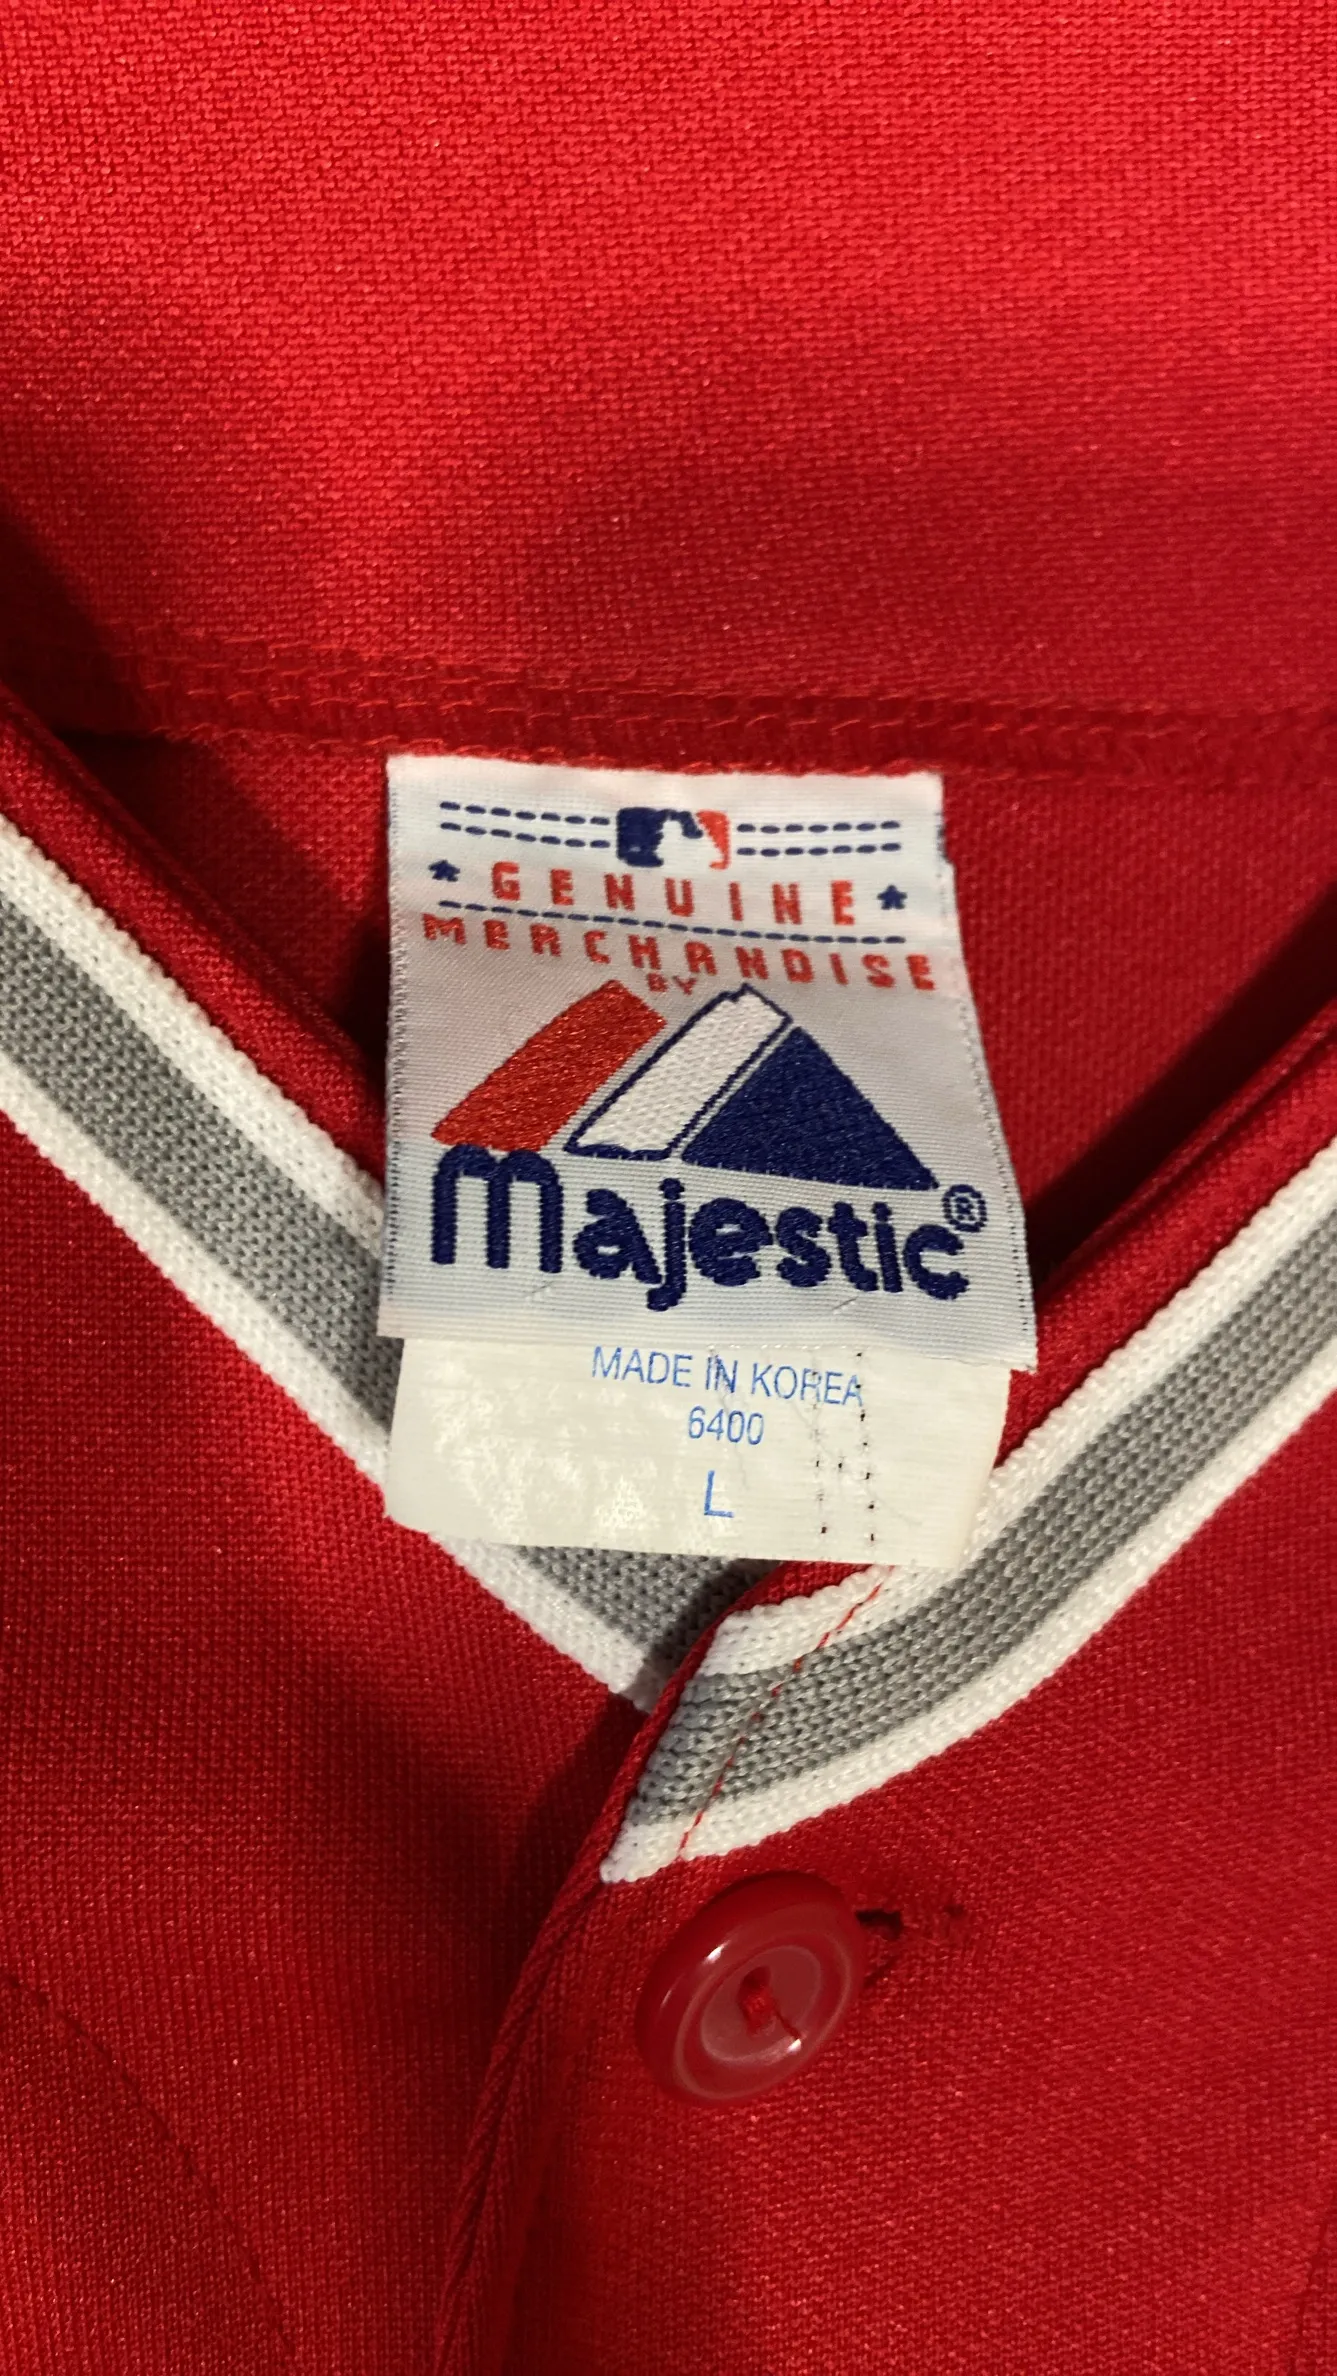 GENUINE
MERCHANDISE
BY
Majestic®
MADE IN KOREA
6400
L